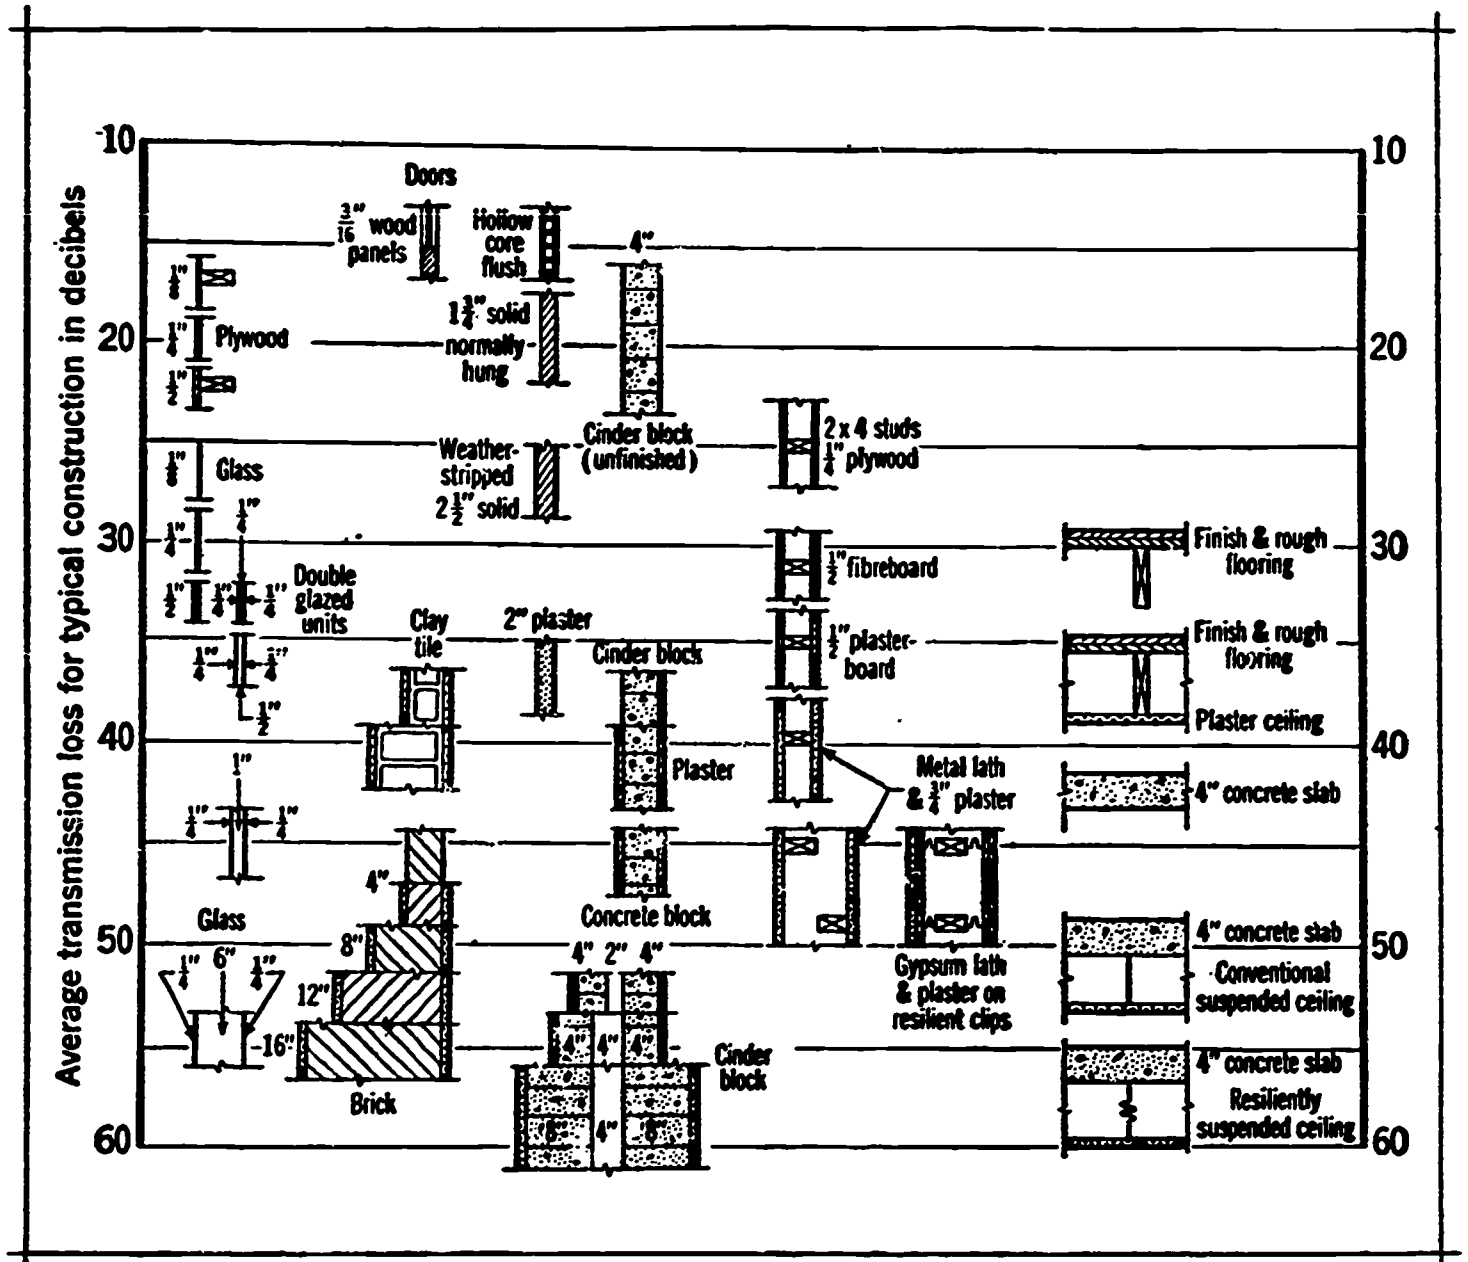 Average transmission loss for typical construction in decibels
10
20
30
40
50
60
10
20
30
40
50
60
1/8"
1/4"
Plywood
1/2"
1/8"
Glass
1/4"
1/4"
1/2"
1/4"
1/4"
Double
glazed
units
1/4"
1/2"
1"
1/4"
1/4"
Glass
1/4"
6"
1/4"
Doors
3/16" wood
panels
Hollow
core
flush
1 3/4" solid
normally
hung
Weather-
stripped
2 1/2" solid
Clay
tile
2" plaster
4"
8"
12"
16"
Brick
4"
Cinder block
(unfinished)
Cinder block
Plaster
Concrete block
4" 2" 4"
4" 4" 4"
8" 4" 8"
Cinder
block
2 x 4 studs
1/4" plywood
1/2" fibreboard
1/2" plaster-
board
Metal lath
& 3/4" plaster
Gypsum lath
& plaster on
resilient clips
Finish & rough
flooring
Finish & rough
flooring
Plaster ceiling
4" concrete slab
4" concrete slab
Conventional
suspended ceiling
4" concrete slab
Resiliently
suspended ceiling